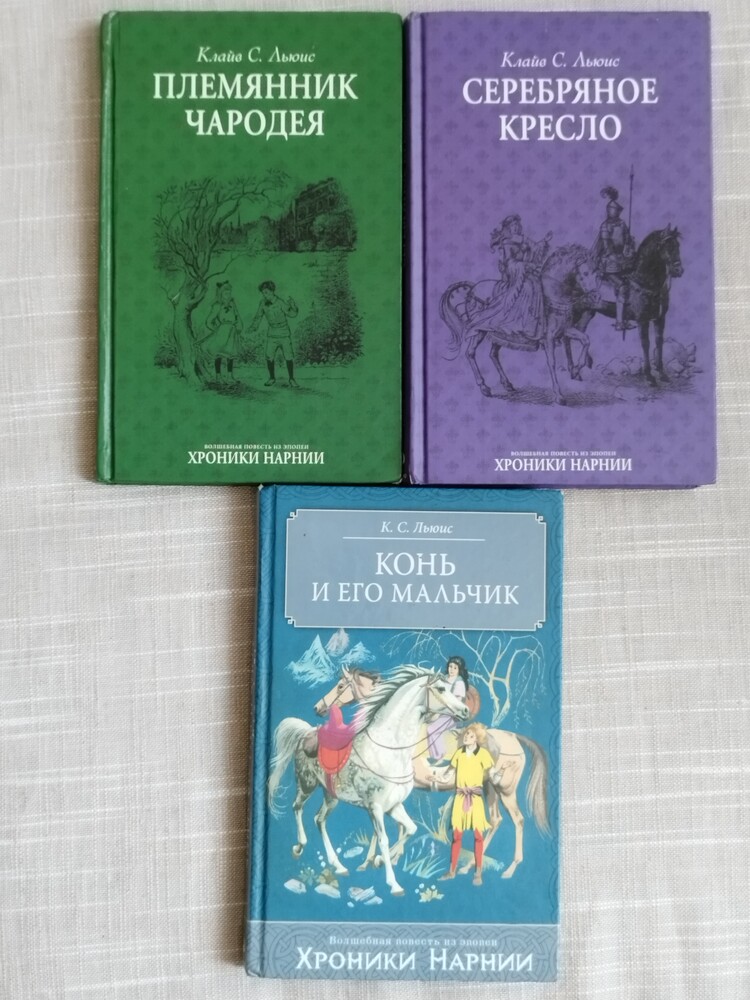 Клайв С. Льюис
ПЛЕМЯННИК
ЧАРОДЕЯ
ВОЛШЕБНАЯ ПОВЕСТЬ ИЗ ЭПОПЕИ
ХРОНИКИ НАРНИИ
Клайв С. Льюис
СЕРЕБРЯНОЕ
КРЕСЛО
ВОЛШЕБНАЯ ПОВЕСТЬ ИЗ ЭПОПЕИ
ХРОНИКИ НАРНИИ
К. С. Льюис
КОНЬ
И ЕГО МАЛЬЧИК
Волшебная повесть из эпопеи
Хроники Нарнии